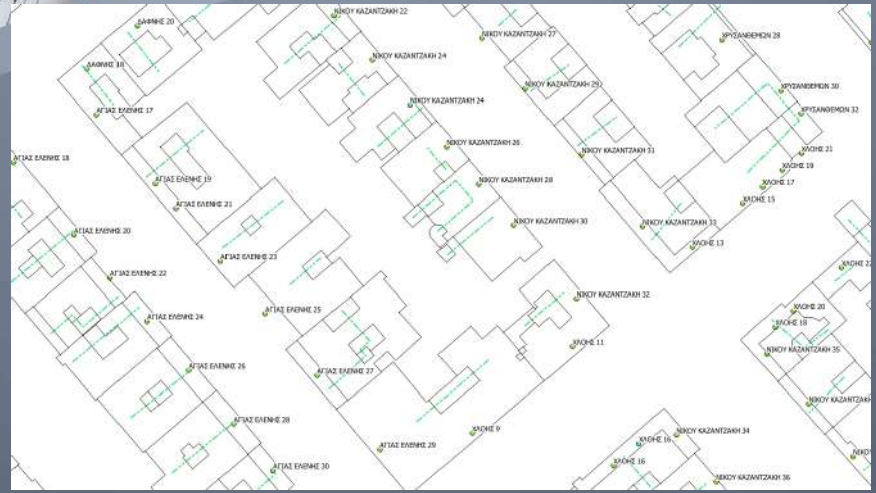 ΝΙΚΟΥ ΚΑΖΑΝΤΖΑΚΗ 22
ΔΑΦΝΗΣ 20
ΝΙΚΟΥ ΚΑΖΑΝΤΖΑΚΗ 27
ΧΡΥΣΑΝΘΕΜΩΝ 28
ΝΙΚΟΥ ΚΑΖΑΝΤΖΑΚΗ 24
ΔΑΦΝΗΣ 18
ΝΙΚΟΥ ΚΑΖΑΝΤΖΑΚΗ 29
ΧΡΥΣΑΝΘΕΜΩΝ 30
ΝΙΚΟΥ ΚΑΖΑΝΤΖΑΚΗ 24
ΑΓΙΑΣ ΕΛΕΝΗΣ 17
ΧΡΥΣΑΝΘΕΜΩΝ 32
ΝΙΚΟΥ ΚΑΖΑΝΤΖΑΚΗ 26
ΧΛΟΗΣ 21
ΝΙΚΟΥ ΚΑΖΑΝΤΖΑΚΗ 31
ΑΓΙΑΣ ΕΛΕΝΗΣ 18
ΧΛΟΗΣ 19
ΑΓΙΑΣ ΕΛΕΝΗΣ 19
ΝΙΚΟΥ ΚΑΖΑΝΤΖΑΚΗ 28
ΧΛΟΗΣ 17
ΧΛΟΗΣ 15
ΑΓΙΑΣ ΕΛΕΝΗΣ 21
ΝΙΚΟΥ ΚΑΖΑΝΤΖΑΚΗ 30
ΝΙΚΟΥ ΚΑΖΑΝΤΖΑΚΗ 33
ΑΓΙΑΣ ΕΛΕΝΗΣ 20
ΧΛΟΗΣ 13
ΑΓΙΑΣ ΕΛΕΝΗΣ 23
ΧΛΟΗΣ 22
ΑΓΙΑΣ ΕΛΕΝΗΣ 22
ΝΙΚΟΥ ΚΑΖΑΝΤΖΑΚΗ 32
ΧΛΟΗΣ 20
ΑΓΙΑΣ ΕΛΕΝΗΣ 25
ΑΓΙΑΣ ΕΛΕΝΗΣ 24
ΧΛΟΗΣ 18
ΧΛΟΗΣ 11
ΝΙΚΟΥ ΚΑΖΑΝΤΖΑΚΗ 35
ΑΓΙΑΣ ΕΛΕΝΗΣ 26
ΑΓΙΑΣ ΕΛΕΝΗΣ 27
ΝΙΚΟΥ ΚΑΖΑΝΤΖΑΚΗ
ΑΓΙΑΣ ΕΛΕΝΗΣ 28
ΧΛΟΗΣ 9
ΝΙΚΟΥ ΚΑΖΑΝΤΖΑΚΗ 34
ΧΛΟΗΣ 16
ΑΓΙΑΣ ΕΛΕΝΗΣ 29
ΝΙΚΟ
ΧΛΟΗΣ 16
ΑΓΙΑΣ ΕΛΕΝΗΣ 30
ΝΙΚΟΥ ΚΑΖΑΝΤΖΑΚΗ 36